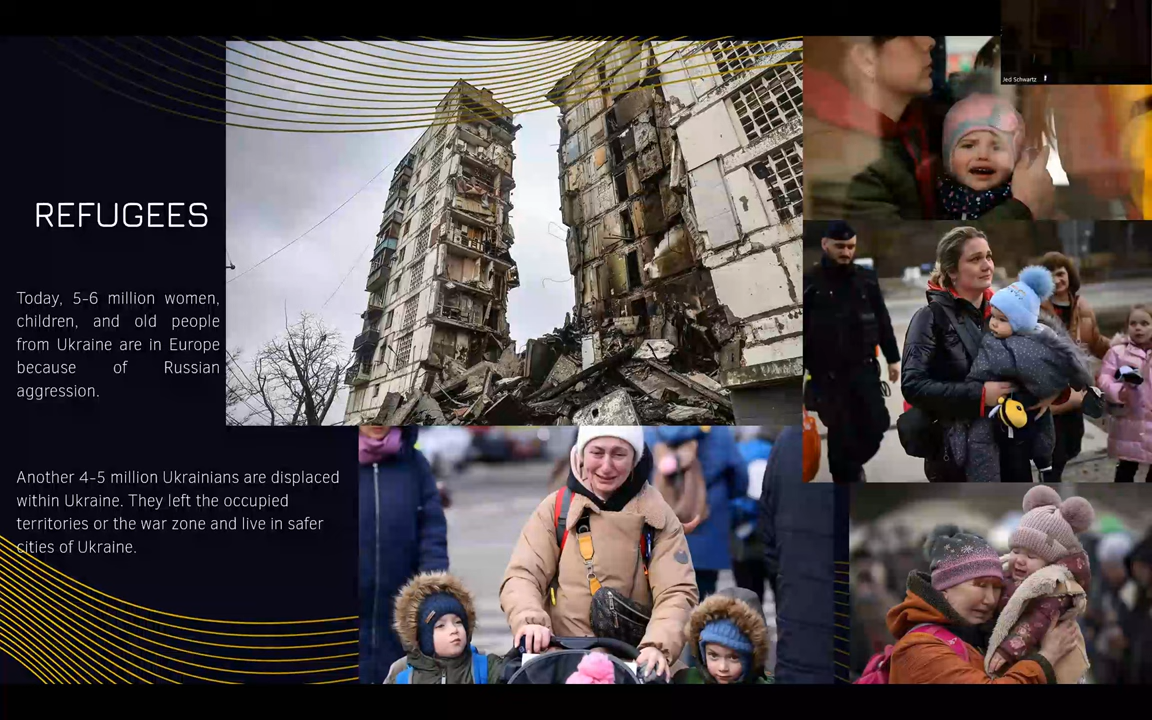 Jed Schwartz
REFUGEES
Today, 5-6 million women,
children, and old people
from Ukraine are in Europe
because of Russian
aggression.
Another 4-5 million Ukrainians are displaced
within Ukraine. They left the occupied
territories or the war zone and live in safer
cities of Ukraine.